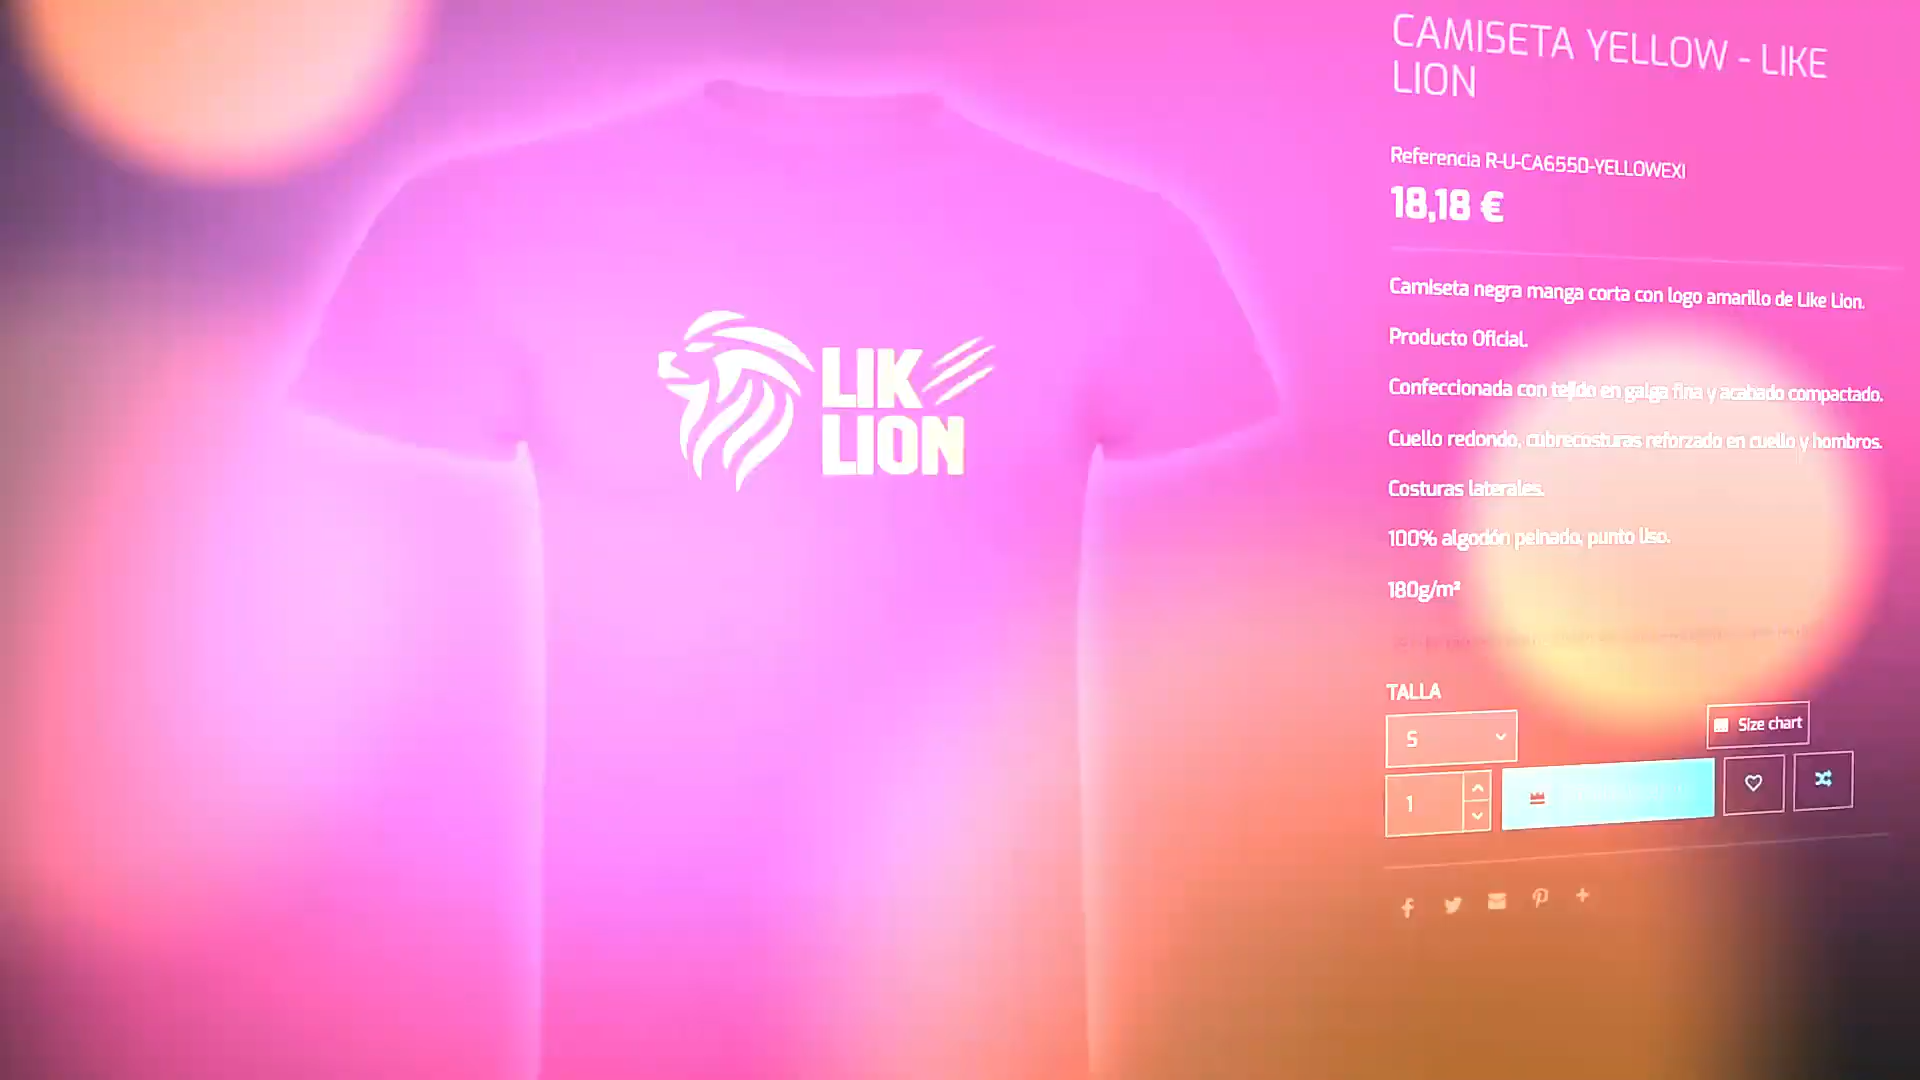 CAMISETA YELLOW - LIKE
LION
Referencia R-U-CA6550-YELLOWEXI
18,18 €
Camiseta negra manga corta con logo amarillo de Like Lion.
Producto Oficial.
Confeccionada con tejido en galga fina y acabado compactado.
Cuello redondo, cubrecosturas reforzado en cuello y hombros.
Costuras laterales.
100% algodón peinado, punto liso.
180g/m²
LIK
LION
TALLA
S
Size chart
1